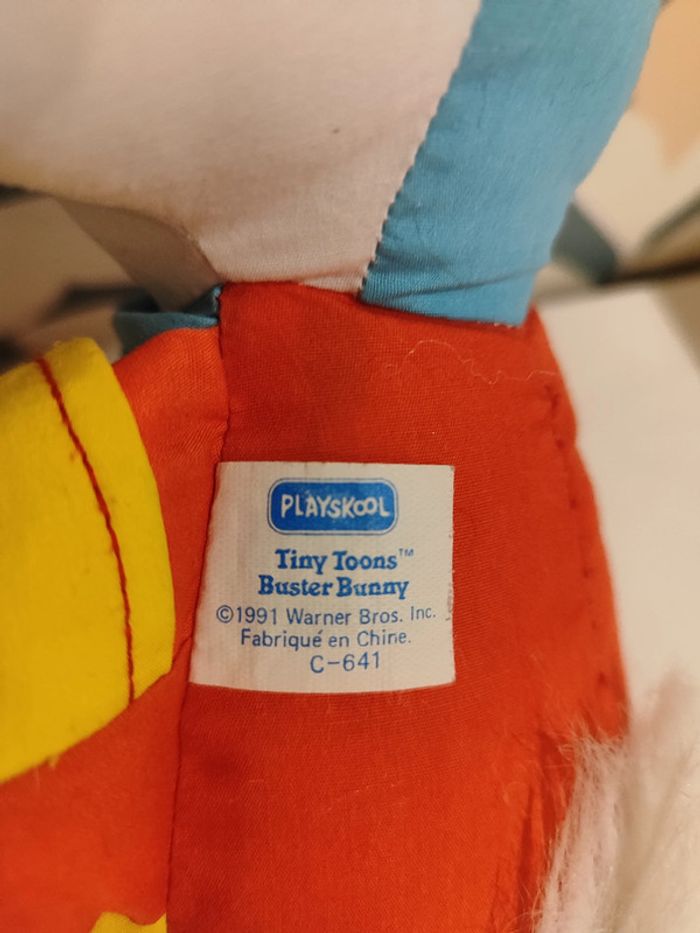 PLAYSKOOL
Tiny Toons™
Buster Bunny
©1991 Warner Bros. Inc.
Fabriqué en Chine.
C-641